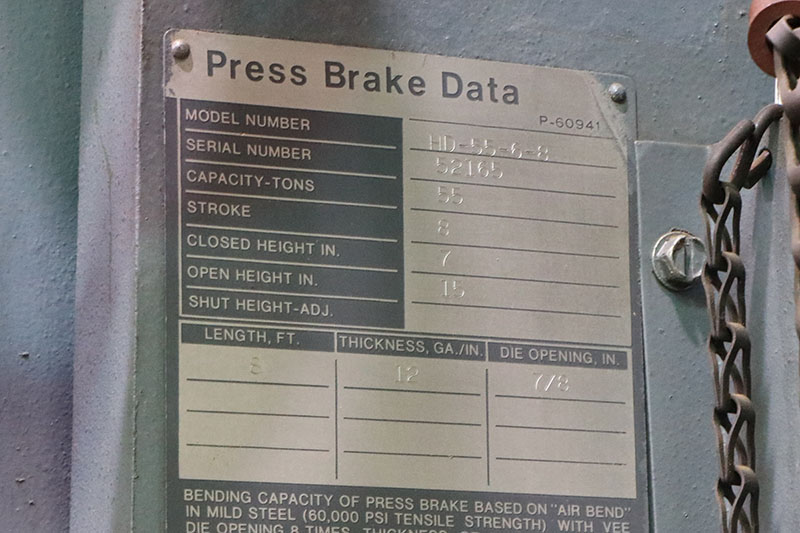 Press Brake Data
P-60941
MODEL NUMBER HD-55-6-8
SERIAL NUMBER 52165
CAPACITY-TONS 55
STROKE 8
CLOSED HEIGHT IN. 7
OPEN HEIGHT IN. 15
SHUT HEIGHT-ADJ.
LENGTH, FT. THICKNESS, GA./IN. DIE OPENING, IN.
12 7/8
BENDING CAPACITY OF PRESS BRAKE BASED ON "AIR BEND"
IN MILD STEEL (60,000 PSI TENSILE STRENGTH) WITH VEE
DIE OPENING 8 TIMES THICKNESS